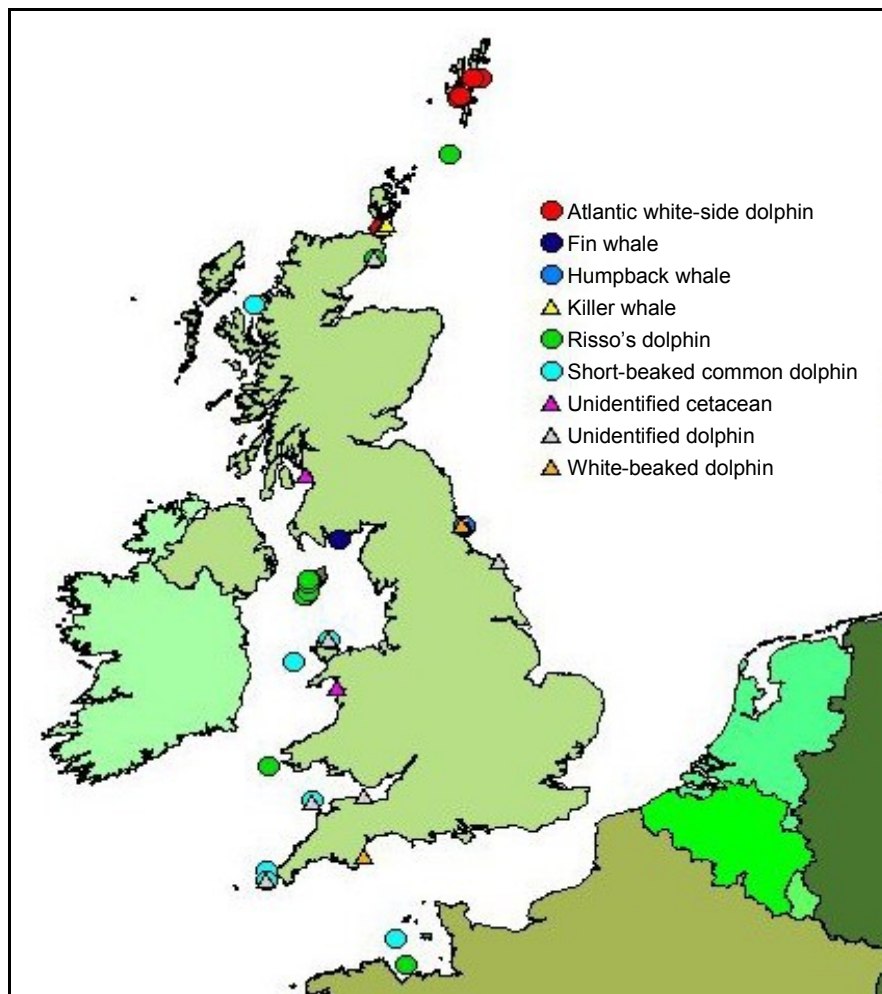 Atlantic white-side dolphin
Fin whale
Humpback whale
Killer whale
Risso's dolphin
Short-beaked common dolphin
Unidentified cetacean
Unidentified dolphin
White-beaked dolphin